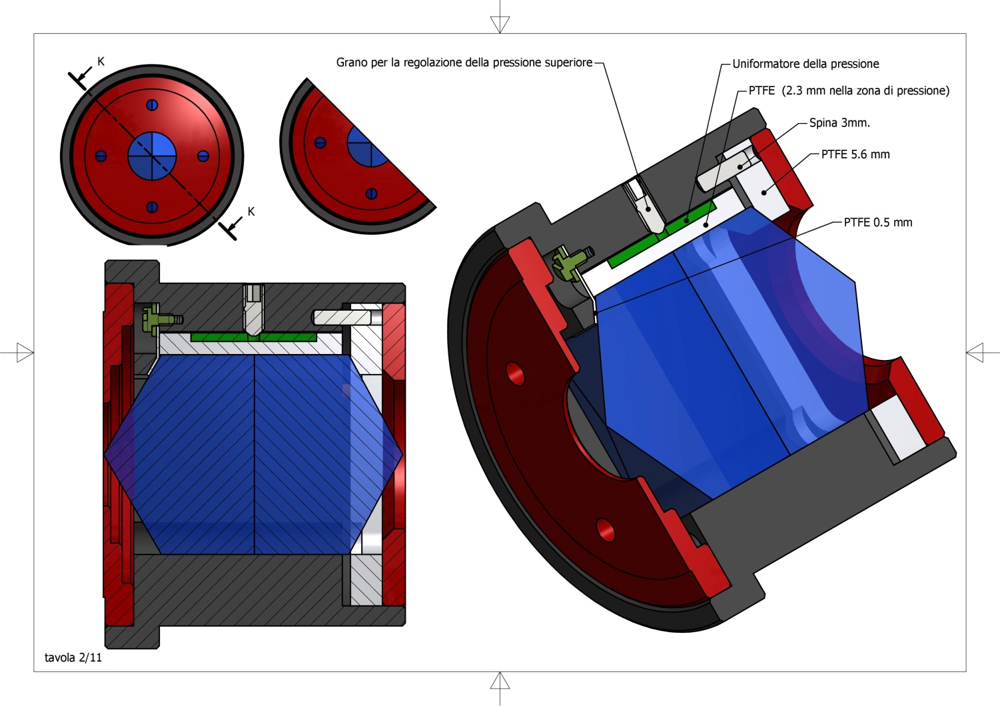 K
K
Grano per la regolazione della pressione superiore
Uniformatore della pressione
PTFE (2.3 mm nella zona di pressione)
Spina 3mm.
PTFE 5.6 mm
PTFE 0.5 mm
tavola 2/11